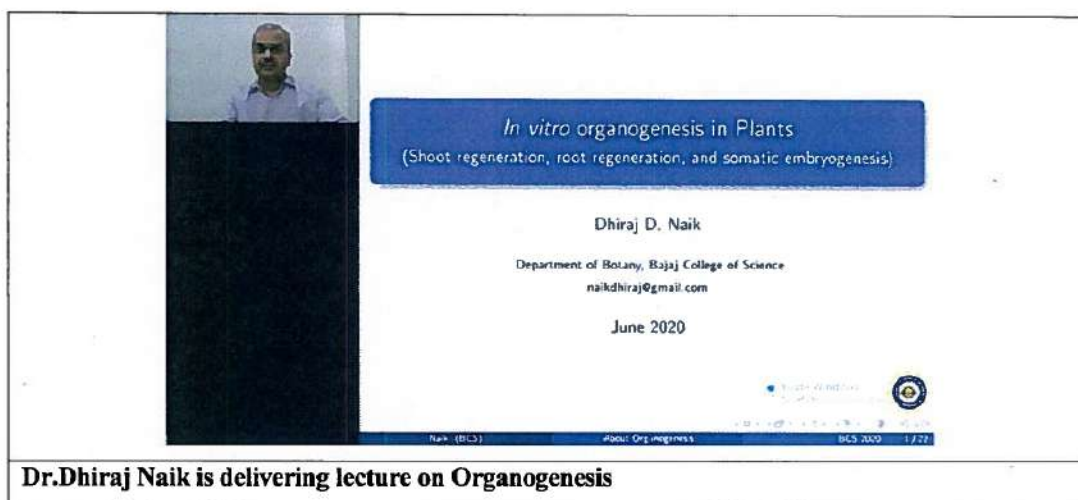 In vitro organogenesis in Plants
(Shoot regeneration, root regeneration, and somatic embryogenesis)
Dhiraj D. Naik
Department of Botany, Bajaj College of Science
naikdhiraj@gmail.com
June 2020
Naik (BCS) About Organogenesis BCS 2020 1 / 22
Dr.Dhiraj Naik is delivering lecture on Organogenesis